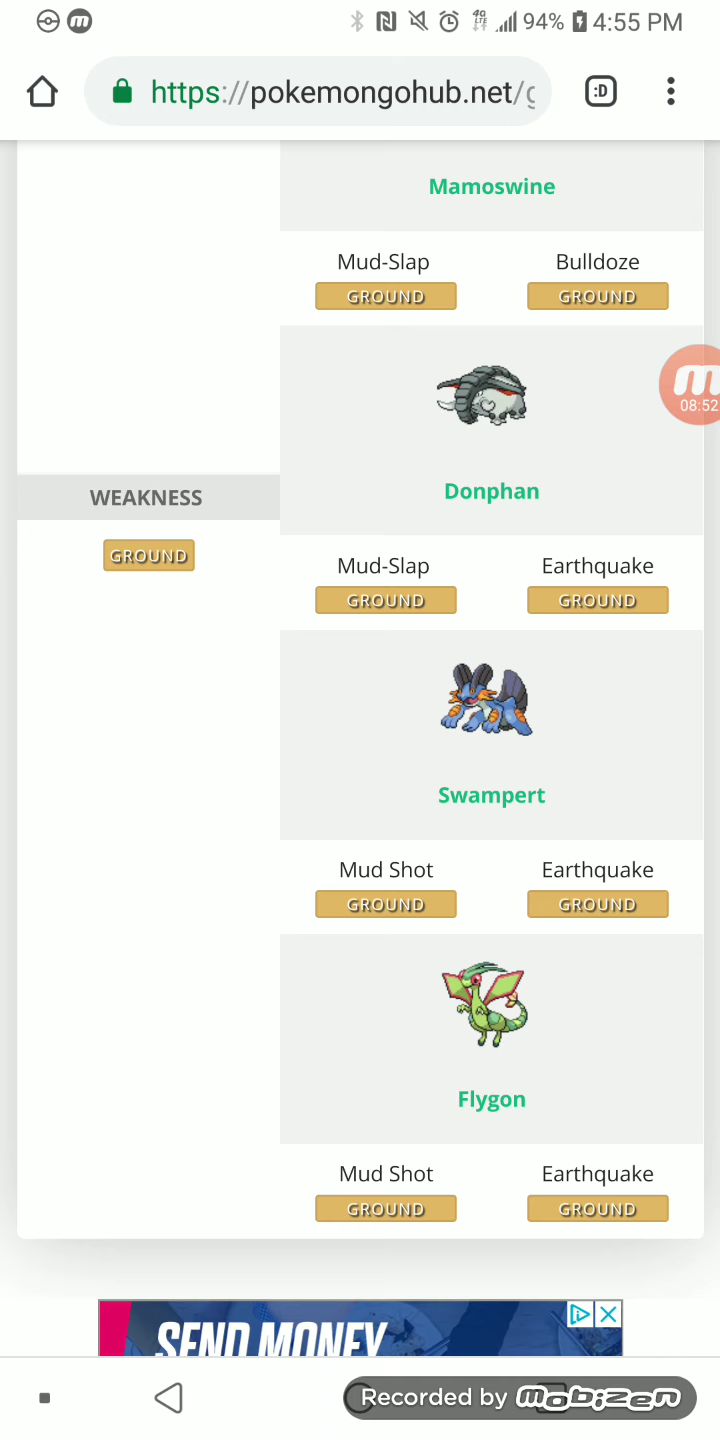 94% 4:55 PM
https://pokemongohub.net/g
:D
Mamoswine
Mud-Slap Bulldoze
GROUND GROUND
08:52
Donphan
WEAKNESS
GROUND
Mud-Slap Earthquake
GROUND GROUND
Swampert
Mud Shot Earthquake
GROUND GROUND
Flygon
Mud Shot Earthquake
GROUND GROUND
SEND MONEY
Recorded by mobizen